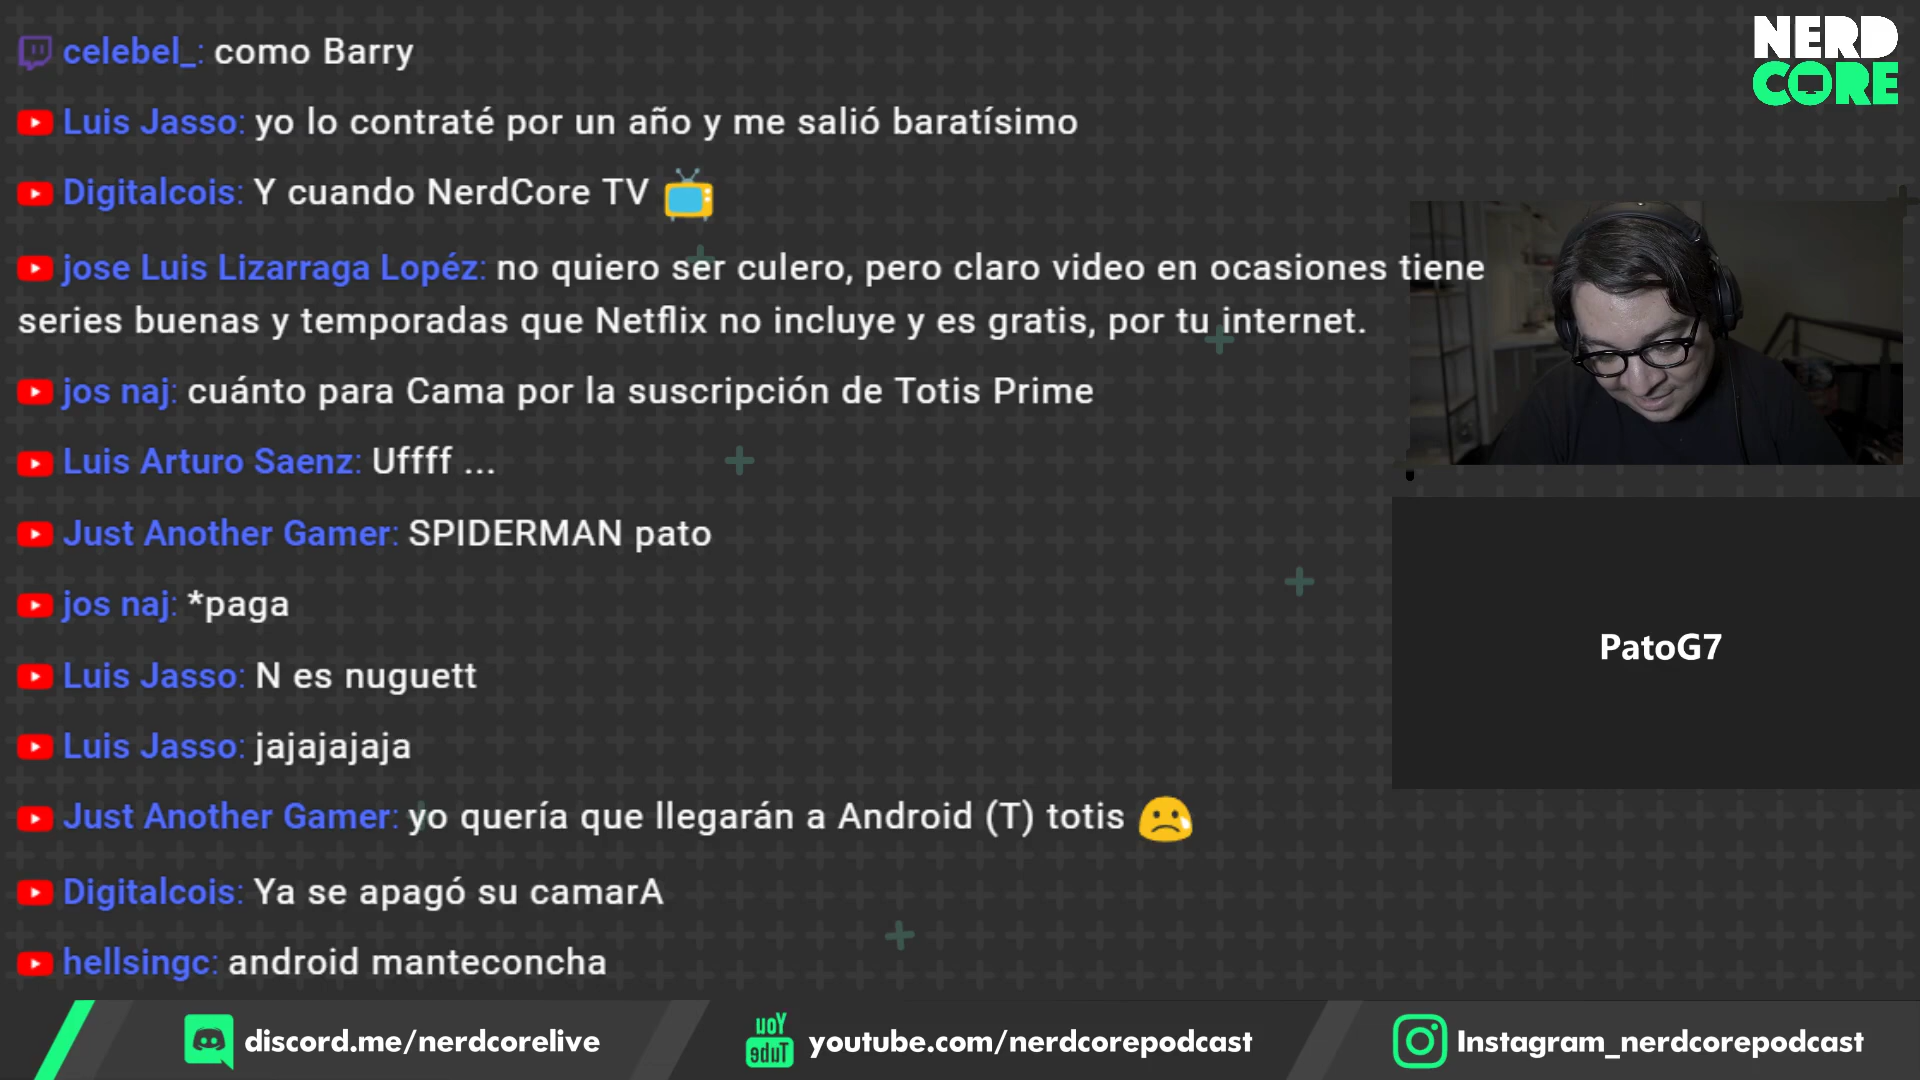 NERD
CORE
celebel_: como Barry
Luis Jasso: yo lo contraté por un año y me salió baratísimo
Digitalcois: Y cuando NerdCore TV 📺
jose Luis Lizarraga Lopéz: no quiero ser culero, pero claro video en ocasiones tiene
series buenas y temporadas que Netflix no incluye y es gratis, por tu internet.
jos naj: cuánto para Cama por la suscripción de Totis Prime
Luis Arturo Saenz: Uffff ...
Just Another Gamer: SPIDERMAN pato
jos naj: *paga
Luis Jasso: N es nuguett
Luis Jasso: jajajajaja
Just Another Gamer: yo quería que llegarán a Android (T) totis 😢
Digitalcois: Ya se apagó su camarA
hellsingc: android manteconcha
PatoG7
discord.me/nerdcorelive
You
Tube
youtube.com/nerdcorepodcast
Instagram_nerdcorepodcast